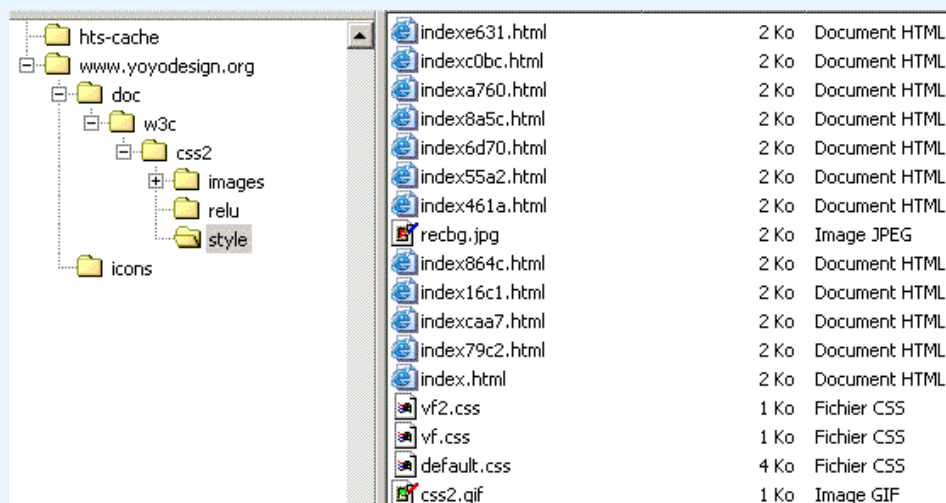 hts-cache
www.yoyodesign.org
doc
w3c
css2
images
relu
style
icons
indexe631.html 2 Ko Document HTML
indexc0bc.html 2 Ko Document HTML
indexa760.html 2 Ko Document HTML
index8a5c.html 2 Ko Document HTML
index6d70.html 2 Ko Document HTML
index55a2.html 2 Ko Document HTML
index461a.html 2 Ko Document HTML
recbg.jpg 2 Ko Image JPEG
index864c.html 2 Ko Document HTML
index16c1.html 2 Ko Document HTML
indexcaa7.html 2 Ko Document HTML
index79c2.html 2 Ko Document HTML
index.html 2 Ko Document HTML
vf2.css 1 Ko Fichier CSS
vf.css 1 Ko Fichier CSS
default.css 4 Ko Fichier CSS
css2.gif 1 Ko Image GIF